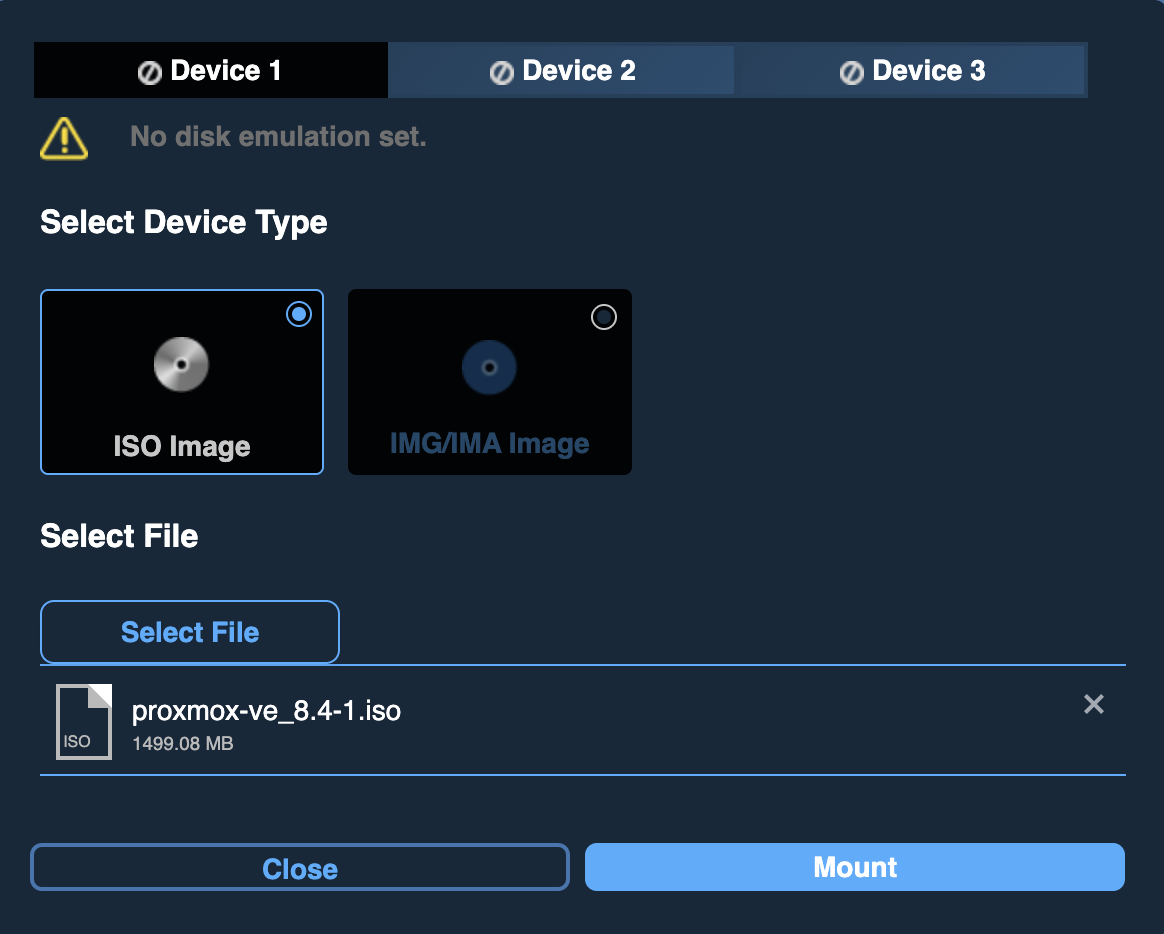 Device 1
Device 2
Device 3
No disk emulation set.
Select Device Type
ISO Image
IMG/IMA Image
Select File
Select File
ISO
proxmox-ve_8.4-1.iso
1499.08 MB
Close
Mount